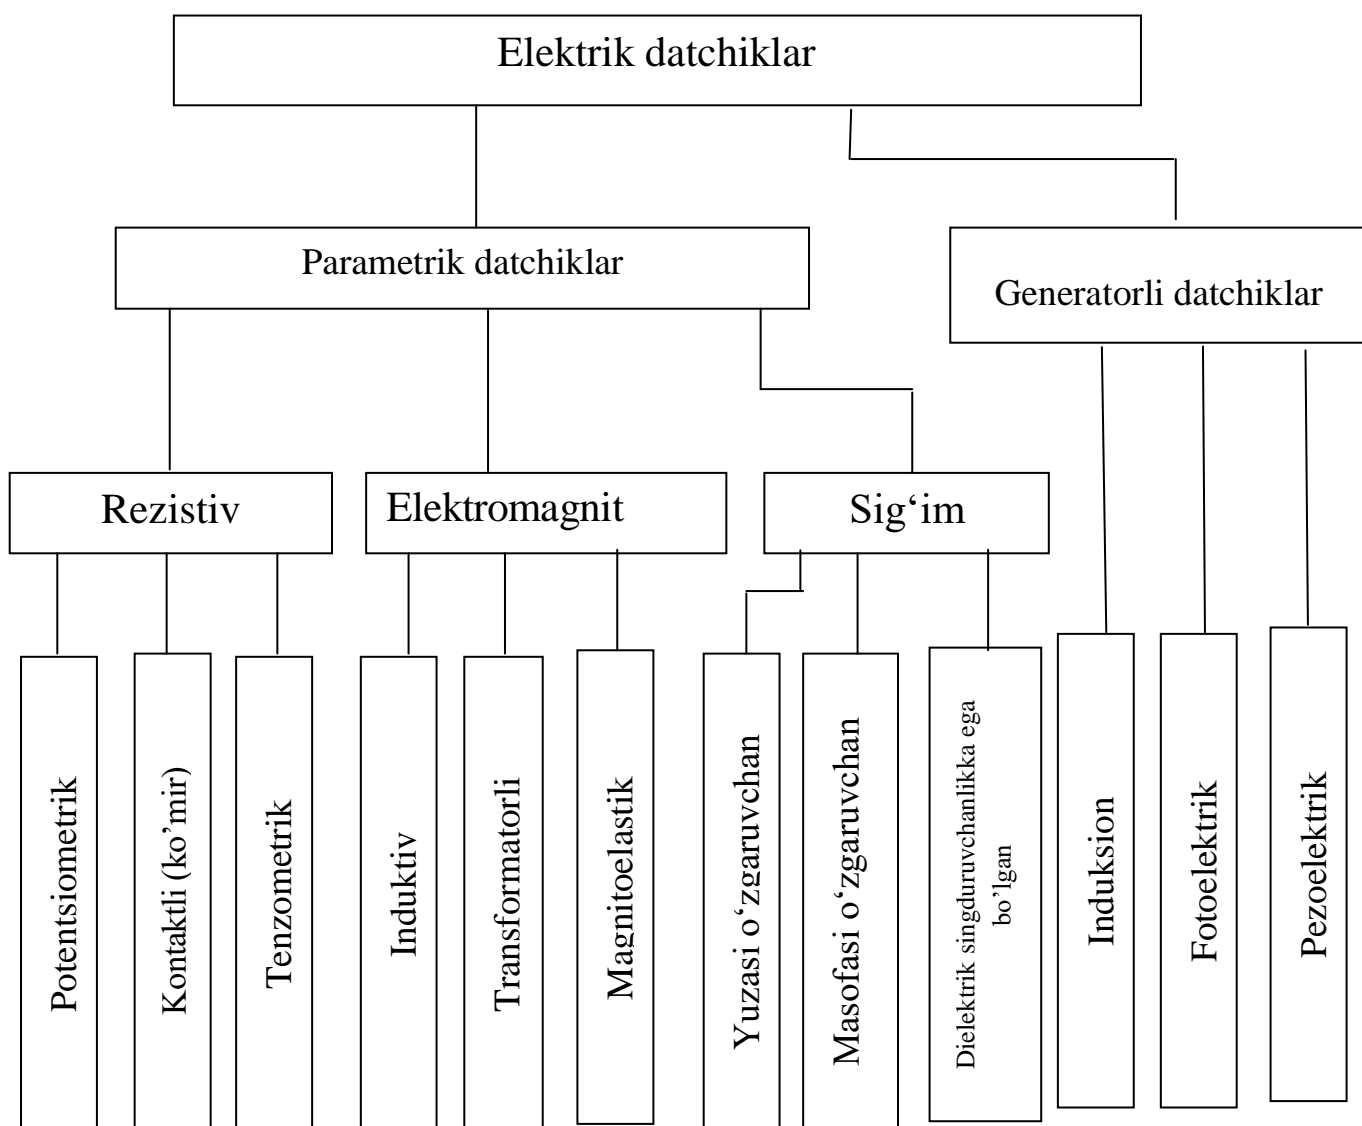 Elektrik datchiklar
Parametrik datchiklar
Generatorli datchiklar
Rezistiv
Elektromagnit
Sig‘im
Potentsiometrik
Kontaktli (ko’mir)
Tenzometrik
Induktiv
Transformatorli
Magnitoelastik
Yuzasi o‘zgaruvchan
Masofasi o‘zgaruvchan
Dielektrik singduruvchanlikka ega
bo’lgan
Induksion
Fotoelektrik
Pezoelektrik